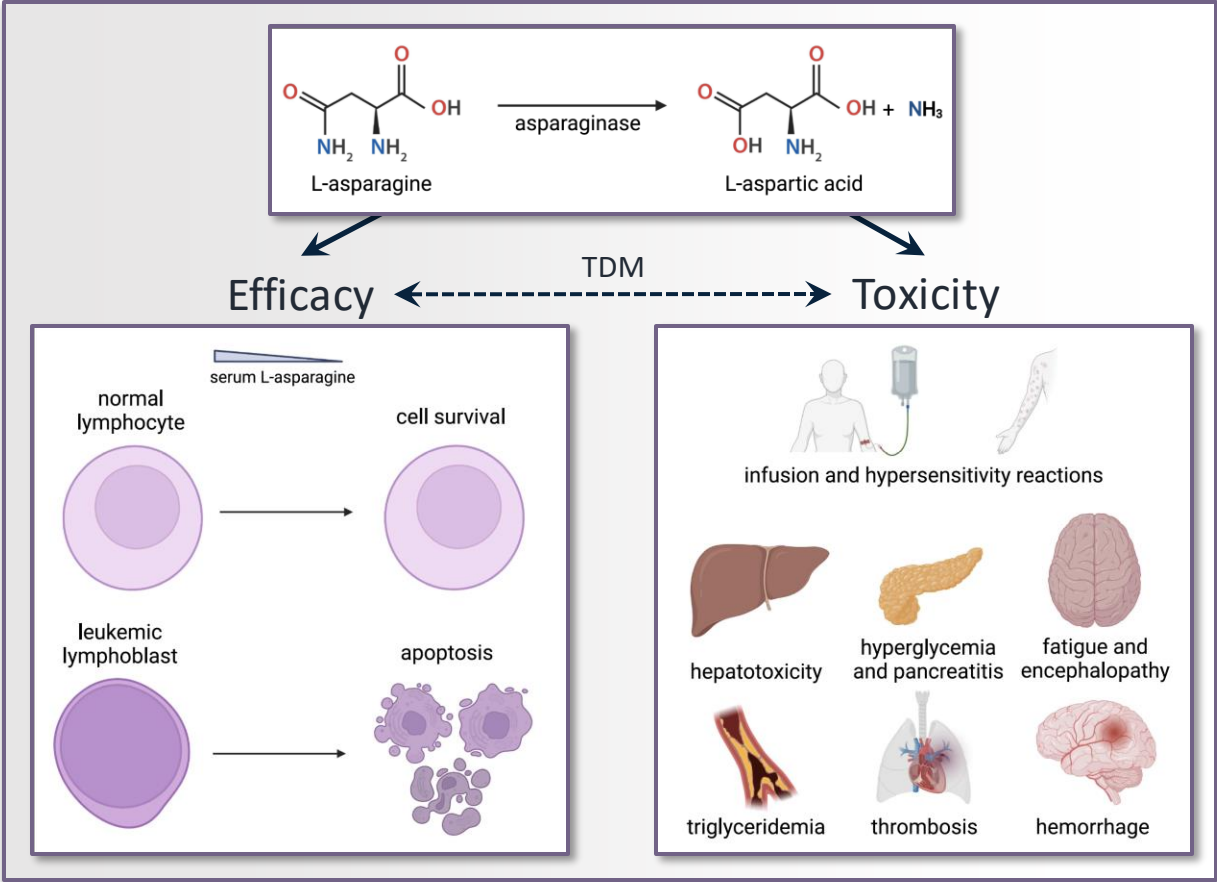 O
O
OH
NH2
NH2
L-asparagine
asparaginase
O
O
OH + NH3
OH
NH2
L-aspartic acid
Efficacy
TDM
Toxicity
serum L-asparagine
normal
lymphocyte
cell survival
leukemic
lymphoblast
apoptosis
infusion and hypersensitivity reactions
hepatotoxicity
hyperglycemia
and pancreatitis
fatigue and
encephalopathy
triglyceridemia
thrombosis
hemorrhage